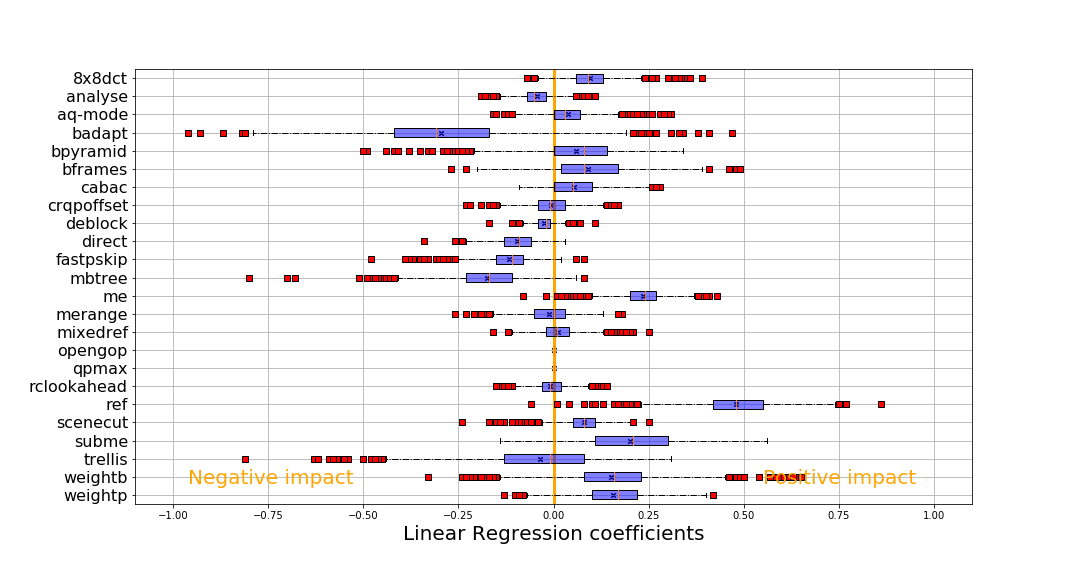 8x8dct
analyse
aq-mode
badapt
bpyramid
bframes
cabac
crqpoffset
deblock
direct
fastpskip
mbtree
me
merange
mixedref
opengop
qpmax
rclookahead
ref
scenecut
subme
trellis
weightb
weightp
Negative impact
Positive impact
−1.00 −0.75 −0.50 −0.25 0.00 0.25 0.50 0.75 1.00
Linear Regression coefficients